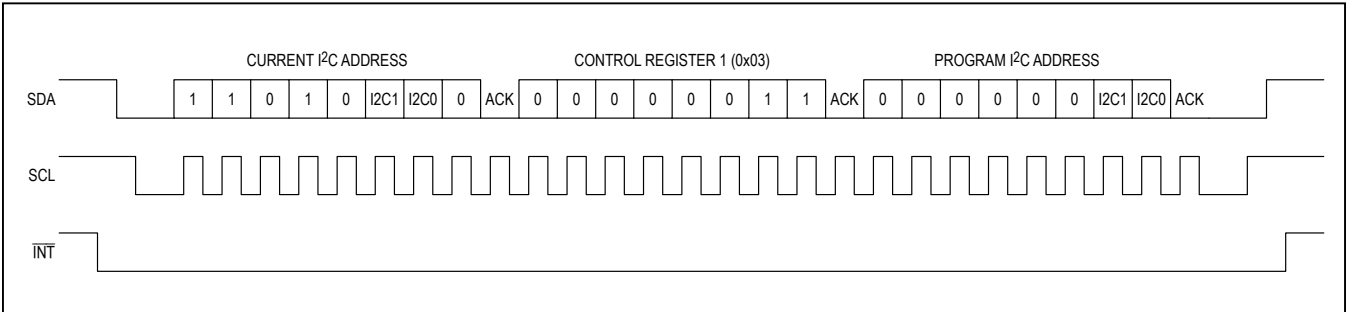 CURRENT I²C ADDRESS CONTROL REGISTER 1 (0x03) PROGRAM I²C ADDRESS
SDA 1 1 0 1 0 I2C1 I2C0 0 ACK 0 0 0 0 0 0 1 1 ACK 0 0 0 0 0 0 I2C1 I2C0 ACK
SCL
INT